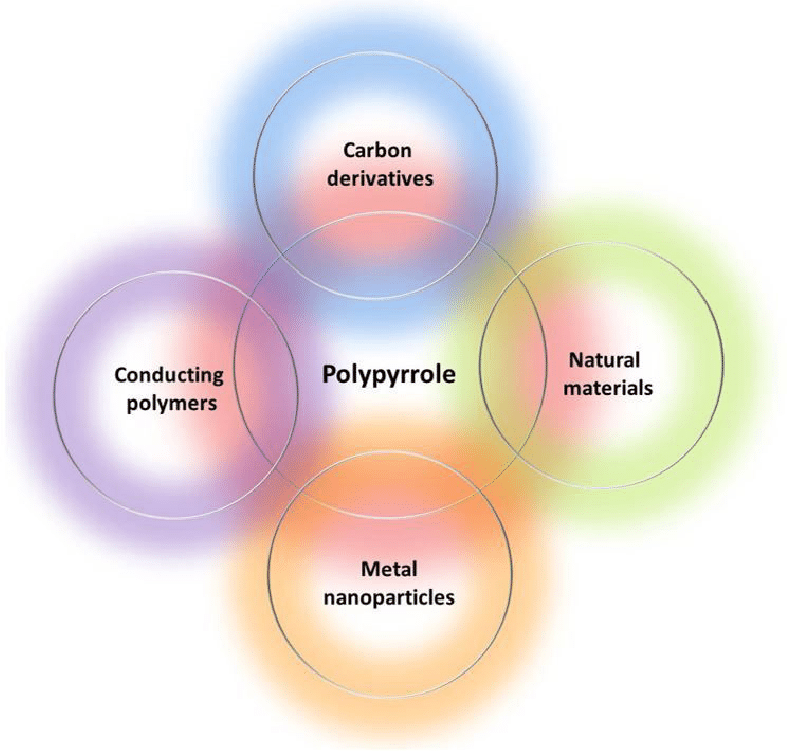 Carbon
derivatives
Conducting
polymers
Polypyrrole
Natural
materials
Metal
nanoparticles